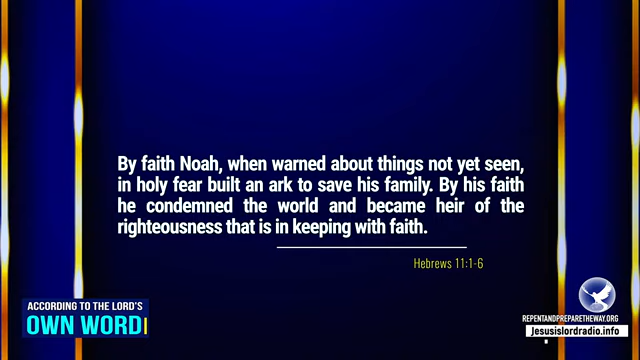 By faith Noah, when warned about things not yet seen,
in holy fear built an ark to save his family. By his faith
he condemned the world and became heir of the
righteousness that is in keeping with faith.
Hebrews 11:1-6
ACCORDING TO THE LORD'S
OWN WORD
REPENTANDPREPARETHEWAY.ORG
Jesusislordradio.info